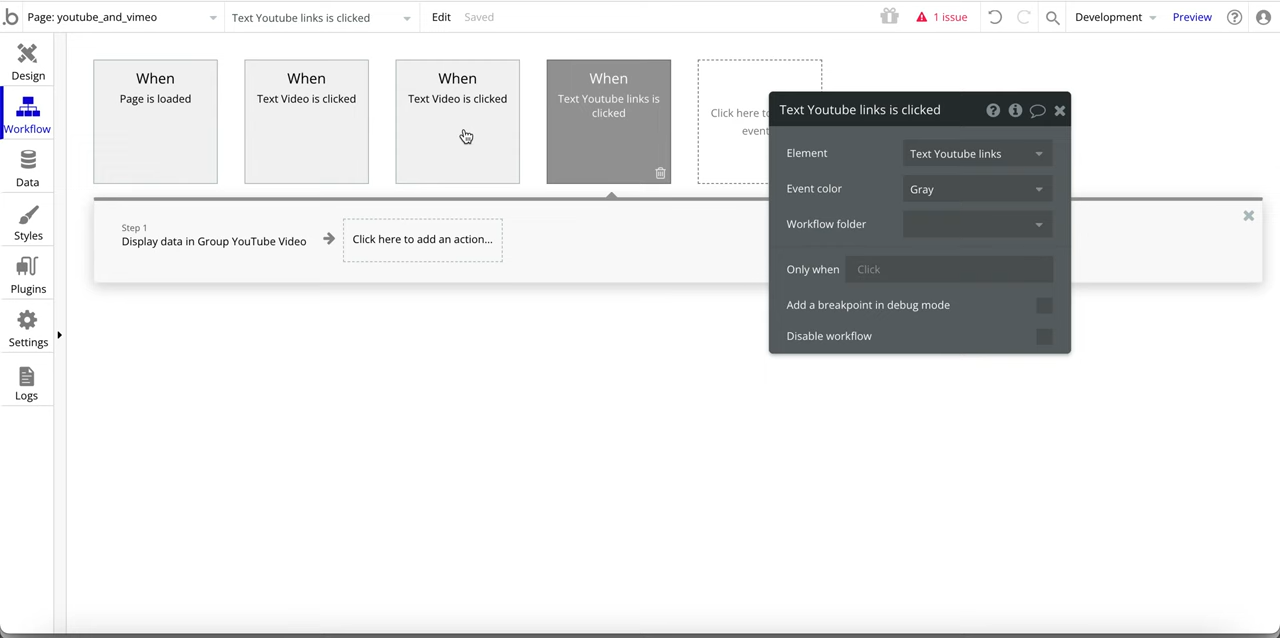 b Page: youtube_and_vimeo Text Youtube links is clicked Edit Saved 1 issue Development Preview
Design
Workflow
Data
Styles
Plugins
Settings
Logs
When
Page is loaded
When
Text Video is clicked
When
Text Video is clicked
When
Text Youtube links is
clicked
Click here to
even
Step 1
Display data in Group YouTube Video
Click here to add an action...
Text Youtube links is clicked
Element Text Youtube links
Event color Gray
Workflow folder
Only when Click
Add a breakpoint in debug mode
Disable workflow